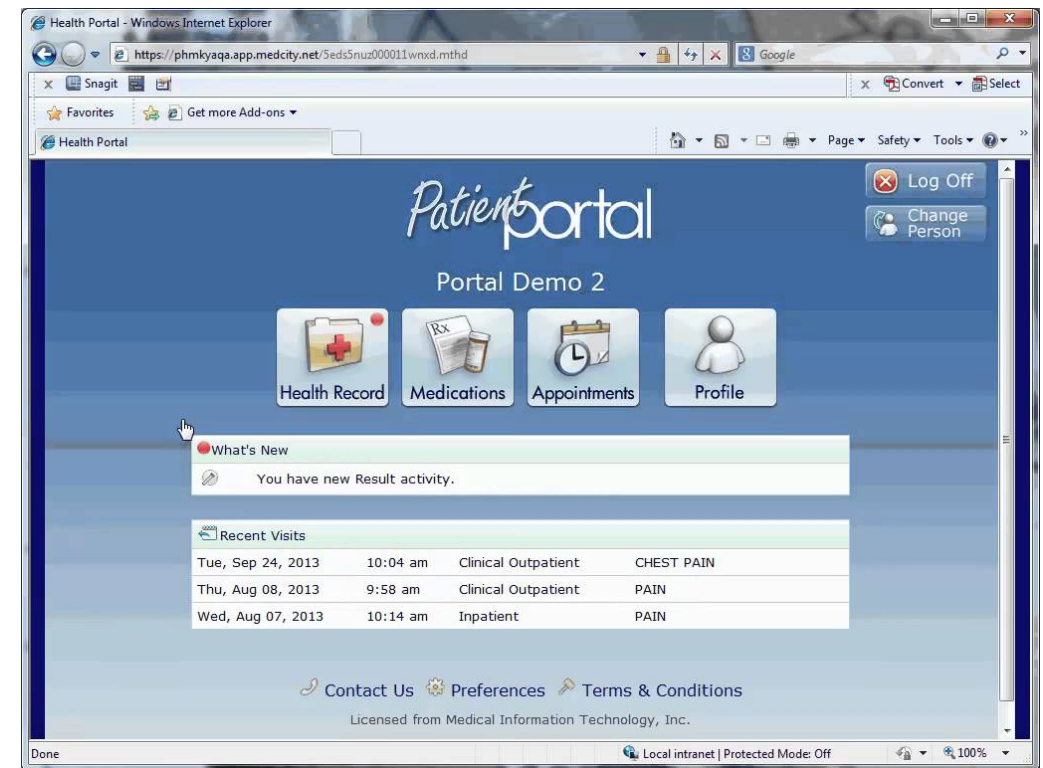 Health Portal - Windows Internet Explorer
https://phmkyaqa.app.medcity.net/5eds5nuz000011wnxd.mthd Google
x Snagit x Convert Select
Favorites Get more Add-ons
Health Portal Page Safety Tools
Patientportal
Log Off
Change Person
Portal Demo 2
Rx
Health Record Medications Appointments Profile
What's New
You have new Result activity.
Recent Visits
Tue, Sep 24, 2013 10:04 am Clinical Outpatient CHEST PAIN
Thu, Aug 08, 2013 9:58 am Clinical Outpatient PAIN
Wed, Aug 07, 2013 10:14 am Inpatient PAIN
Contact Us Preferences Terms & Conditions
Licensed from Medical Information Technology, Inc.
Done Local intranet | Protected Mode: Off 100%